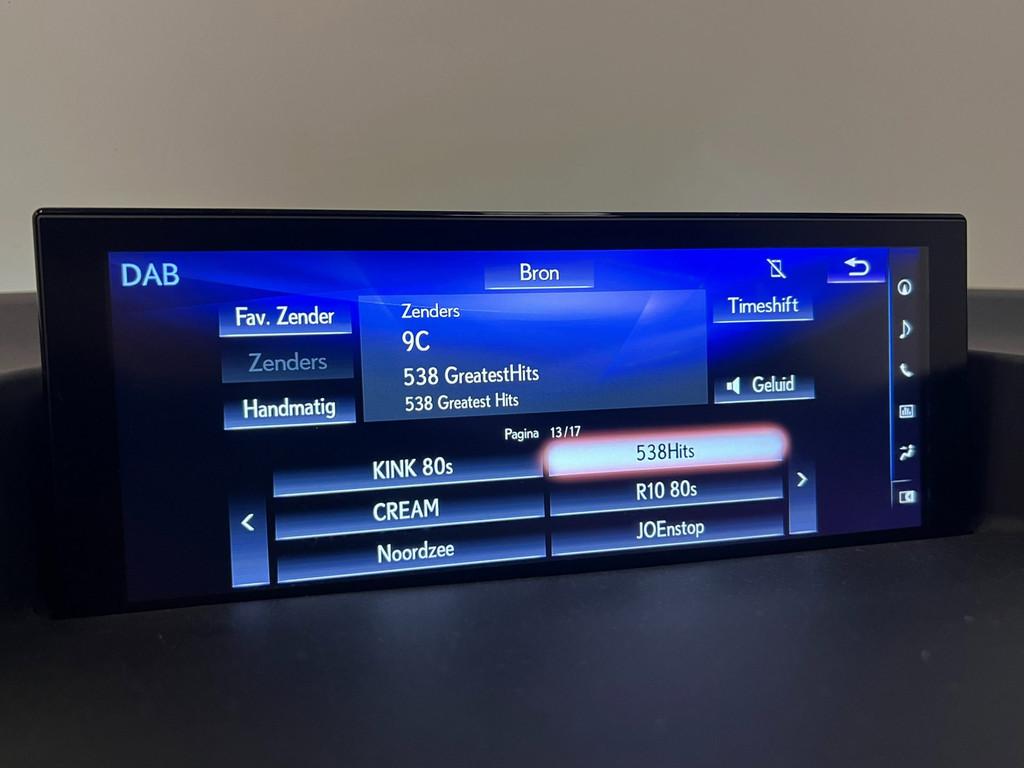 DAB
Bron
Fav. Zender
Zenders
Timeshift
Zenders
9C
538 GreatestHits
538 Greatest Hits
Handmatig
Geluid
Pagina 13/17
KINK 80s
538Hits
<
CREAM
R10 80s
>
Noordzee
JOEnstop